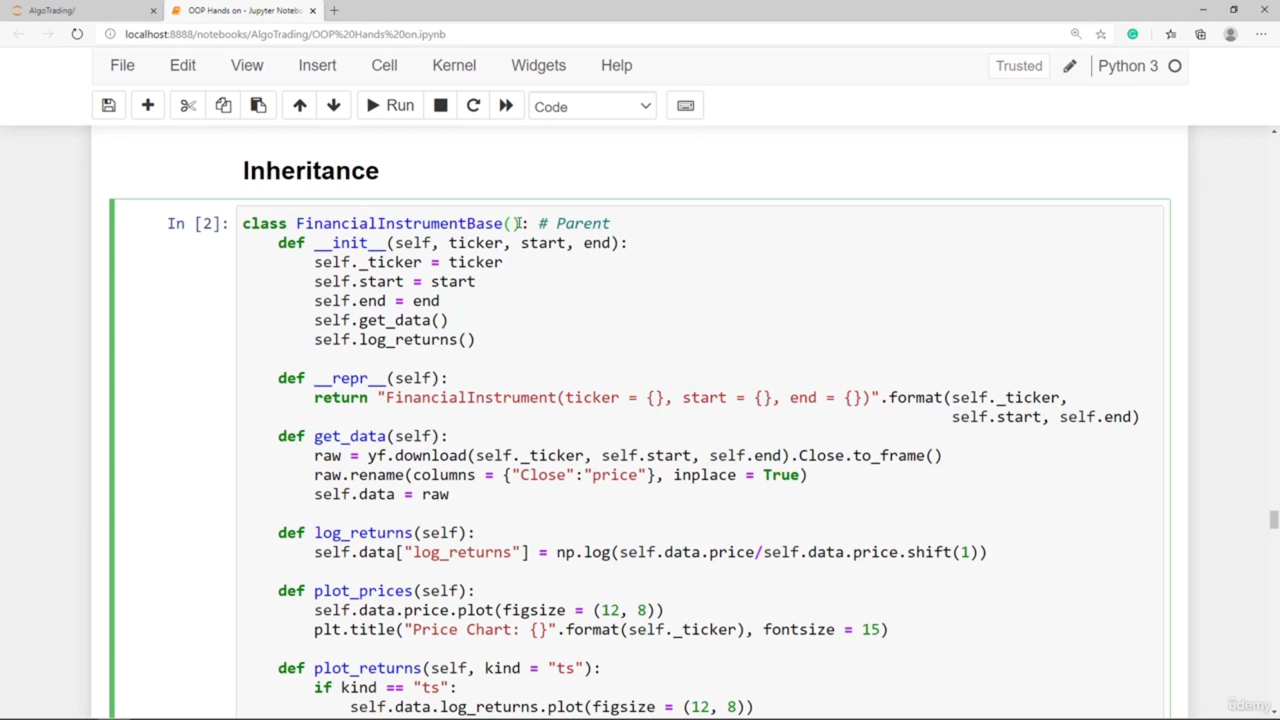 AlgoTrading/
OOP Hands on - Jupyter Notebo
localhost:8888/notebooks/AlgoTrading/OOP%20Hands%20on.ipynb
File Edit View Insert Cell Kernel Widgets Help Trusted Python 3
Run Code
Inheritance
In [2]: class FinancialInstrumentBase(): # Parent
    def __init__(self, ticker, start, end):
        self._ticker = ticker
        self.start = start
        self.end = end
        self.get_data()
        self.log_returns()
    def __repr__(self):
        return "FinancialInstrument(ticker = {}, start = {}, end = {})".format(self._ticker,
                                                                               self.start, self.end)
    def get_data(self):
        raw = yf.download(self._ticker, self.start, self.end).Close.to_frame()
        raw.rename(columns = {"Close":"price"}, inplace = True)
        self.data = raw
    def log_returns(self):
        self.data["log_returns"] = np.log(self.data.price/self.data.price.shift(1))
    def plot_prices(self):
        self.data.price.plot(figsize = (12, 8))
        plt.title("Price Chart: {}".format(self._ticker), fontsize = 15)
    def plot_returns(self, kind = "ts"):
        if kind == "ts":
            self.data.log_returns.plot(figsize = (12, 8))
ûdemy